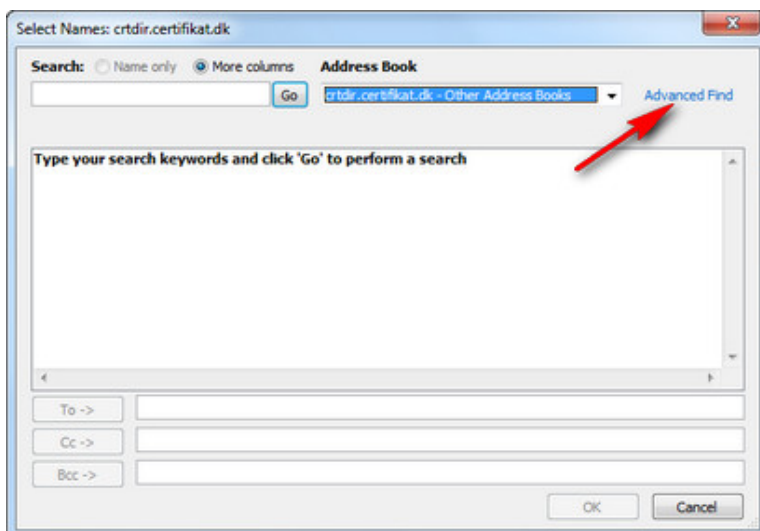 Select Names: crtdir.certifikat.dk
Search: Name only More columns Address Book
Go crtdir.certifikat.dk - Other Address Books Advanced Find
Type your search keywords and click 'Go' to perform a search
To ->
Cc ->
Bcc ->
OK Cancel